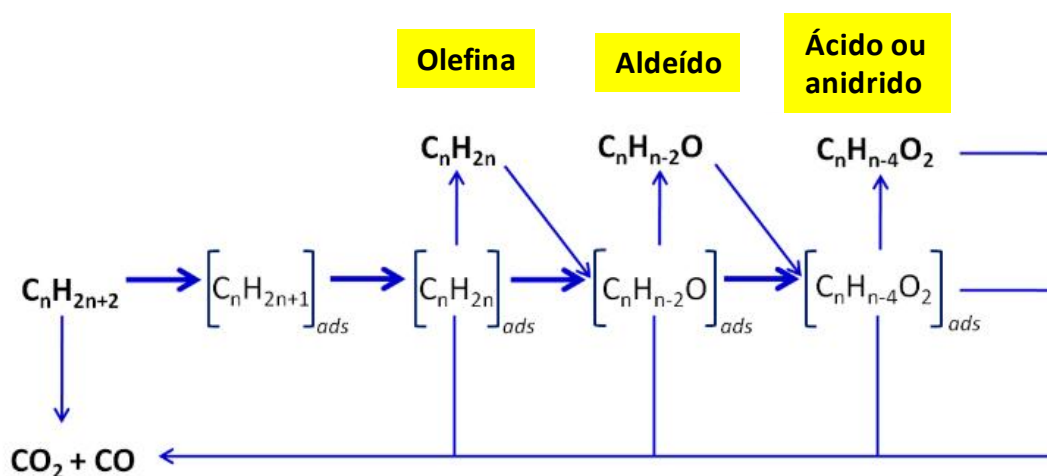 Olefina
Aldeído
Ácido ou
anidrido
CₙH₂ₙ
CₙHₙ₋₂O
CₙHₙ₋₄O₂
CₙH₂ₙ₊₂
[CₙH₂ₙ₊₁]ads
[CₙH₂ₙ]ads
[CₙHₙ₋₂O]ads
[CₙHₙ₋₄O₂]ads
CO₂ + CO